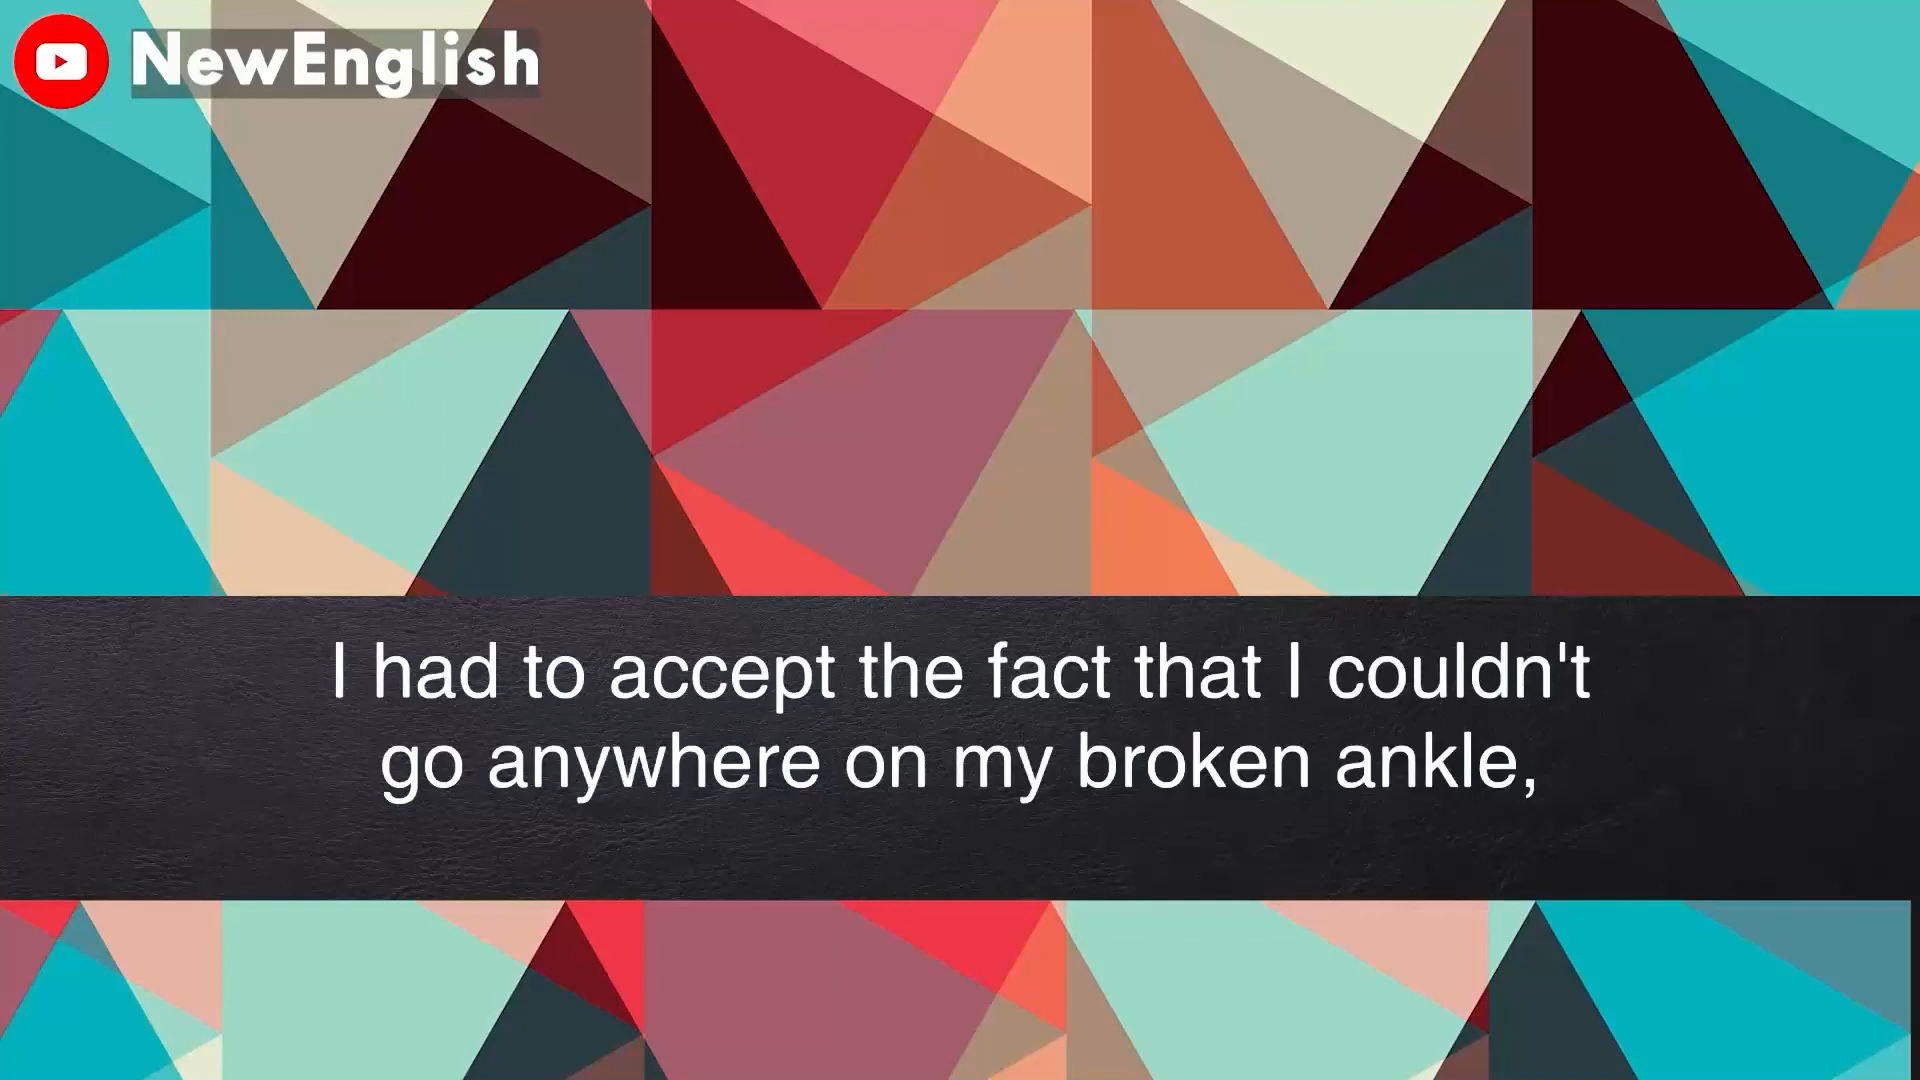 NewEnglish
I had to accept the fact that I couldn't
go anywhere on my broken ankle,